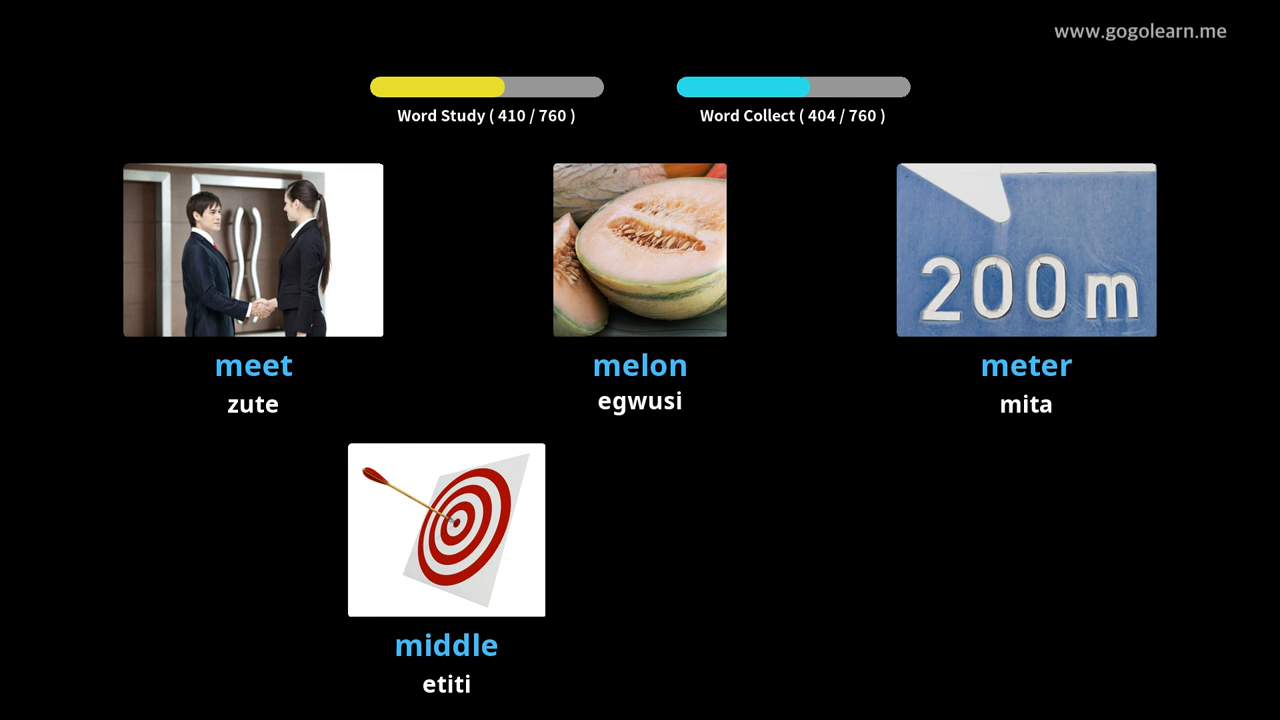 www.gogolearn.me
Word Study ( 410 / 760 )
Word Collect ( 404 / 760 )
200 m
meet
melon
meter
zute
egwusi
mita
middle
etiti